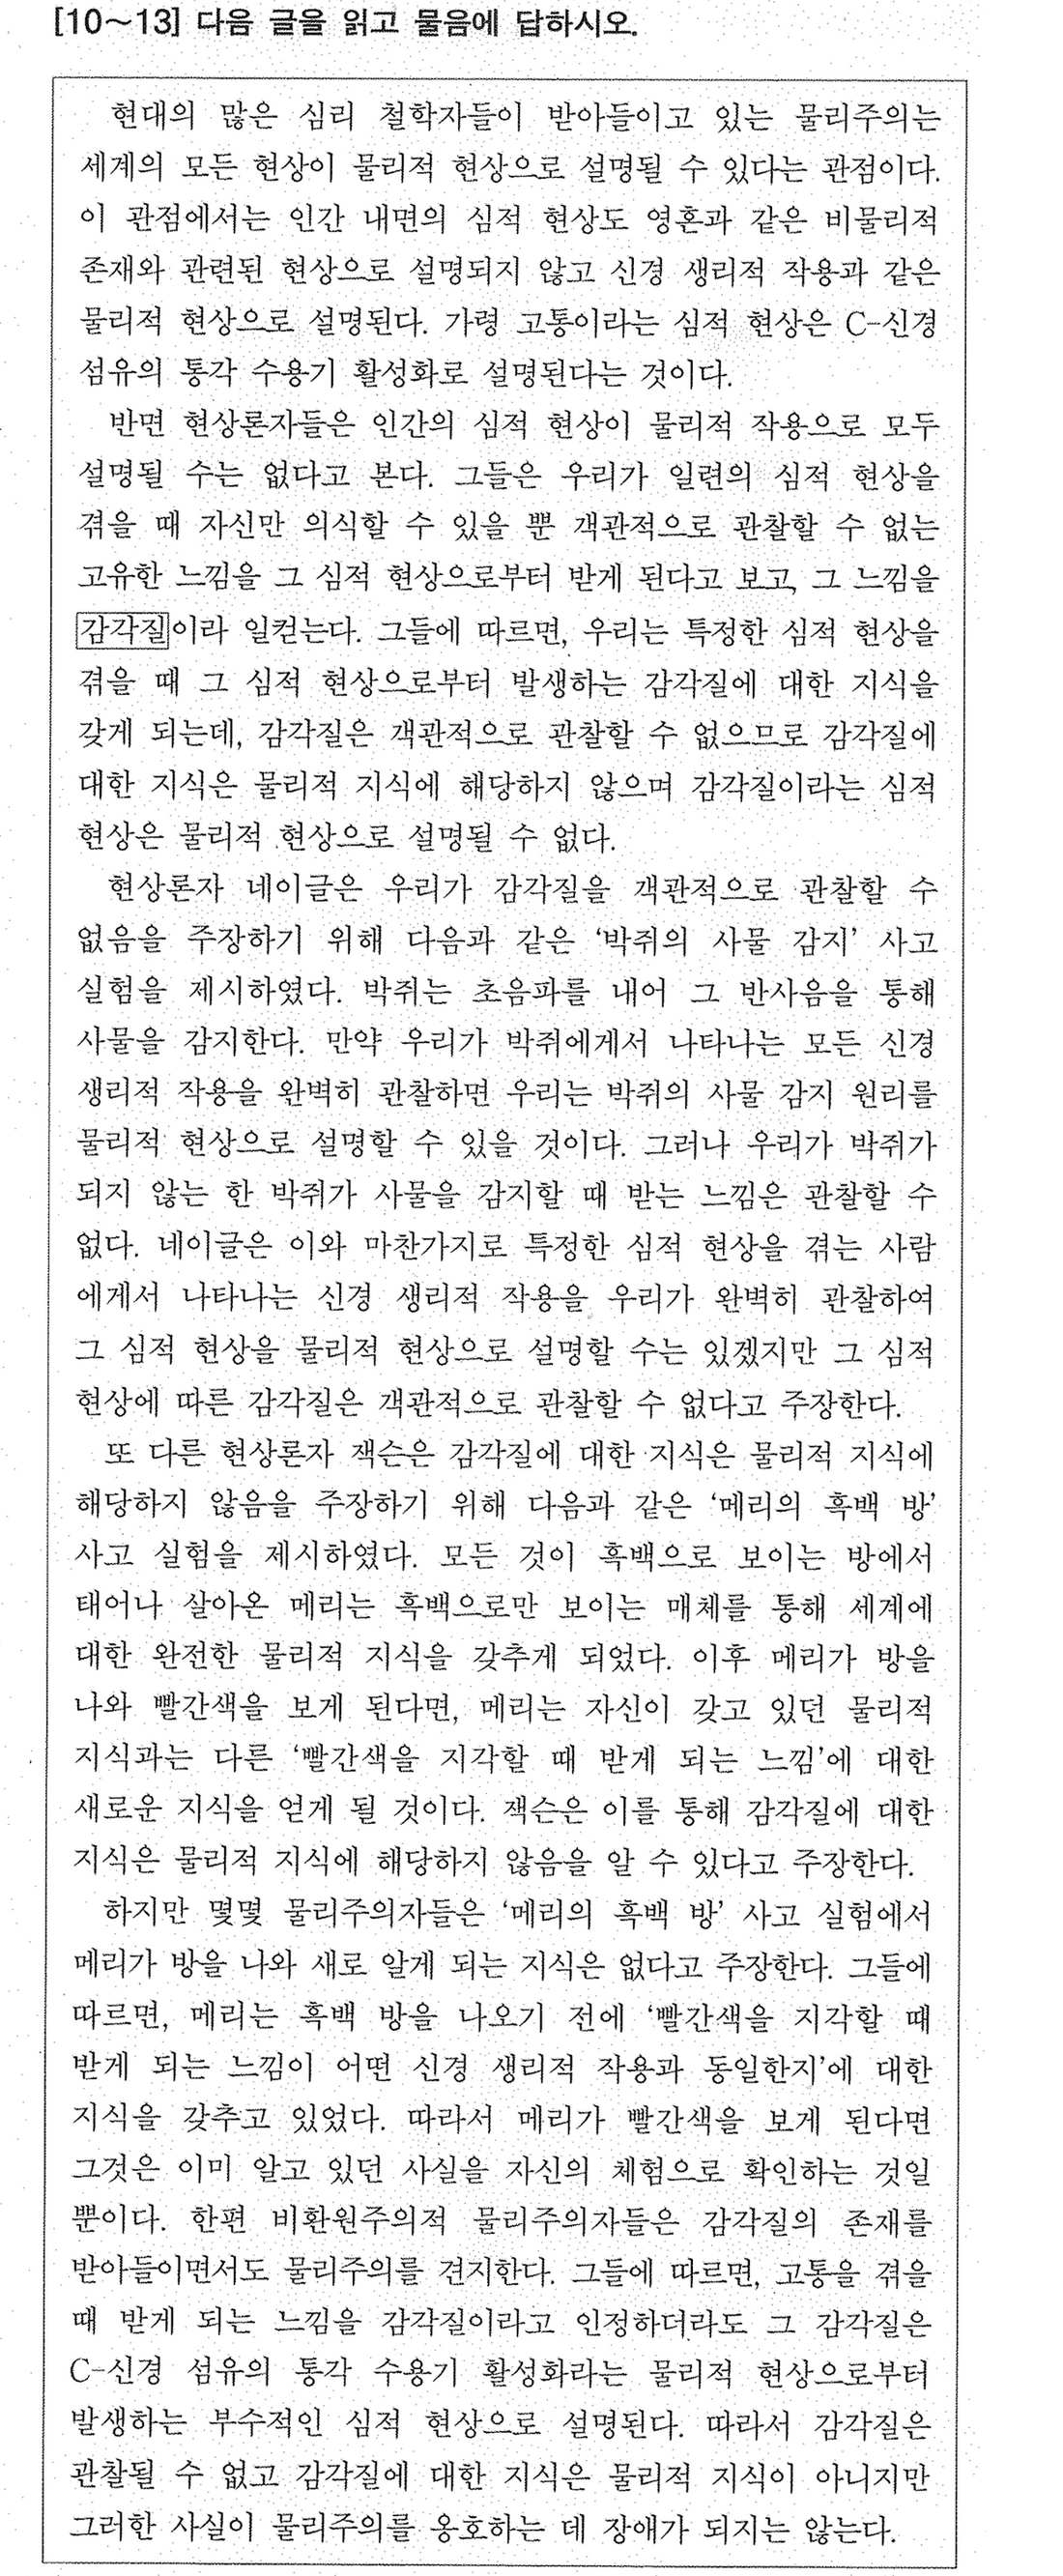 [10～13] 다음 글을 읽고 물음에 답하시오.
현대의 많은 심리 철학자들이 받아들이고 있는 물리주의는
세계의 모든 현상이 물리적 현상으로 설명될 수 있다는 관점이다.
이 관점에서는 인간 내면의 심적 현상도 영혼과 같은 비물리적
존재와 관련된 현상으로 설명되지 않고 신경 생리적 작용과 같은
물리적 현상으로 설명된다. 가령 고통이라는 심적 현상은 C-신경
섬유의 통각 수용기 활성화로 설명된다는 것이다.
반면 현상론자들은 인간의 심적 현상이 물리적 작용으로 모두
설명될 수는 없다고 본다. 그들은 우리가 일련의 심적 현상을
겪을 때 자신만 의식할 수 있을 뿐 객관적으로 관찰할 수 없는
고유한 느낌을 그 심적 현상으로부터 받게 된다고 보고, 그 느낌을
감각질이라 일컫는다. 그들에 따르면, 우리는 특정한 심적 현상을
겪을 때 그 심적 현상으로부터 발생하는 감각질에 대한 지식을
갖게 되는데, 감각질은 객관적으로 관찰할 수 없으므로 감각질에
대한 지식은 물리적 지식에 해당하지 않으며 감각질이라는 심적
현상은 물리적 현상으로 설명될 수 없다.
현상론자 네이글은 우리가 감각질을 객관적으로 관찰할 수
없음을 주장하기 위해 다음과 같은 ‘박쥐의 사물 감지’ 사고
실험을 제시하였다. 박쥐는 초음파를 내어 그 반사음을 통해
사물을 감지한다. 만약 우리가 박쥐에게서 나타나는 모든 신경
생리적 작용을 완벽히 관찰하면 우리는 박쥐의 사물 감지 원리를
물리적 현상으로 설명할 수 있을 것이다. 그러나 우리가 박쥐가
되지 않는 한 박쥐가 사물을 감지할 때 받는 느낌은 관찰할 수
없다. 네이글은 이와 마찬가지로 특정한 심적 현상을 겪는 사람
에게서 나타나는 신경 생리적 작용을 우리가 완벽히 관찰하여
그 심적 현상을 물리적 현상으로 설명할 수는 있겠지만 그 심적
현상에 따른 감각질은 객관적으로 관찰할 수 없다고 주장한다.
또 다른 현상론자 잭슨은 감각질에 대한 지식은 물리적 지식에
해당하지 않음을 주장하기 위해 다음과 같은 ‘메리의 흑백 방’
사고 실험을 제시하였다. 모든 것이 흑백으로 보이는 방에서
태어나 살아온 메리는 흑백으로만 보이는 매체를 통해 세계에
대한 완전한 물리적 지식을 갖추게 되었다. 이후 메리가 방을
나와 빨간색을 보게 된다면, 메리는 자신이 갖고 있던 물리적
지식과는 다른 ‘빨간색을 지각할 때 받게 되는 느낌’에 대한
새로운 지식을 얻게 될 것이다. 잭슨은 이를 통해 감각질에 대한
지식은 물리적 지식에 해당하지 않음을 알 수 있다고 주장한다.
하지만 몇몇 물리주의자들은 ‘메리의 흑백 방’ 사고 실험에서
메리가 방을 나와 새로 알게 되는 지식은 없다고 주장한다. 그들에
따르면, 메리는 흑백 방을 나오기 전에 ‘빨간색을 지각할 때
받게 되는 느낌이 어떤 신경 생리적 작용과 동일한지’에 대한
지식을 갖추고 있었다. 따라서 메리가 빨간색을 보게 된다면
그것은 이미 알고 있던 사실을 자신의 체험으로 확인하는 것일
뿐이다. 한편 비환원주의적 물리주의자들은 감각질의 존재를
받아들이면서도 물리주의를 견지한다. 그들에 따르면, 고통을 겪을
때 받게 되는 느낌을 감각질이라고 인정하더라도 그 감각질은
C-신경 섬유의 통각 수용기 활성화라는 물리적 현상으로부터
발생하는 부수적인 심적 현상으로 설명된다. 따라서 감각질은
관찰될 수 없고 감각질에 대한 지식은 물리적 지식이 아니지만
그러한 사실이 물리주의를 옹호하는 데 장애가 되지는 않는다.